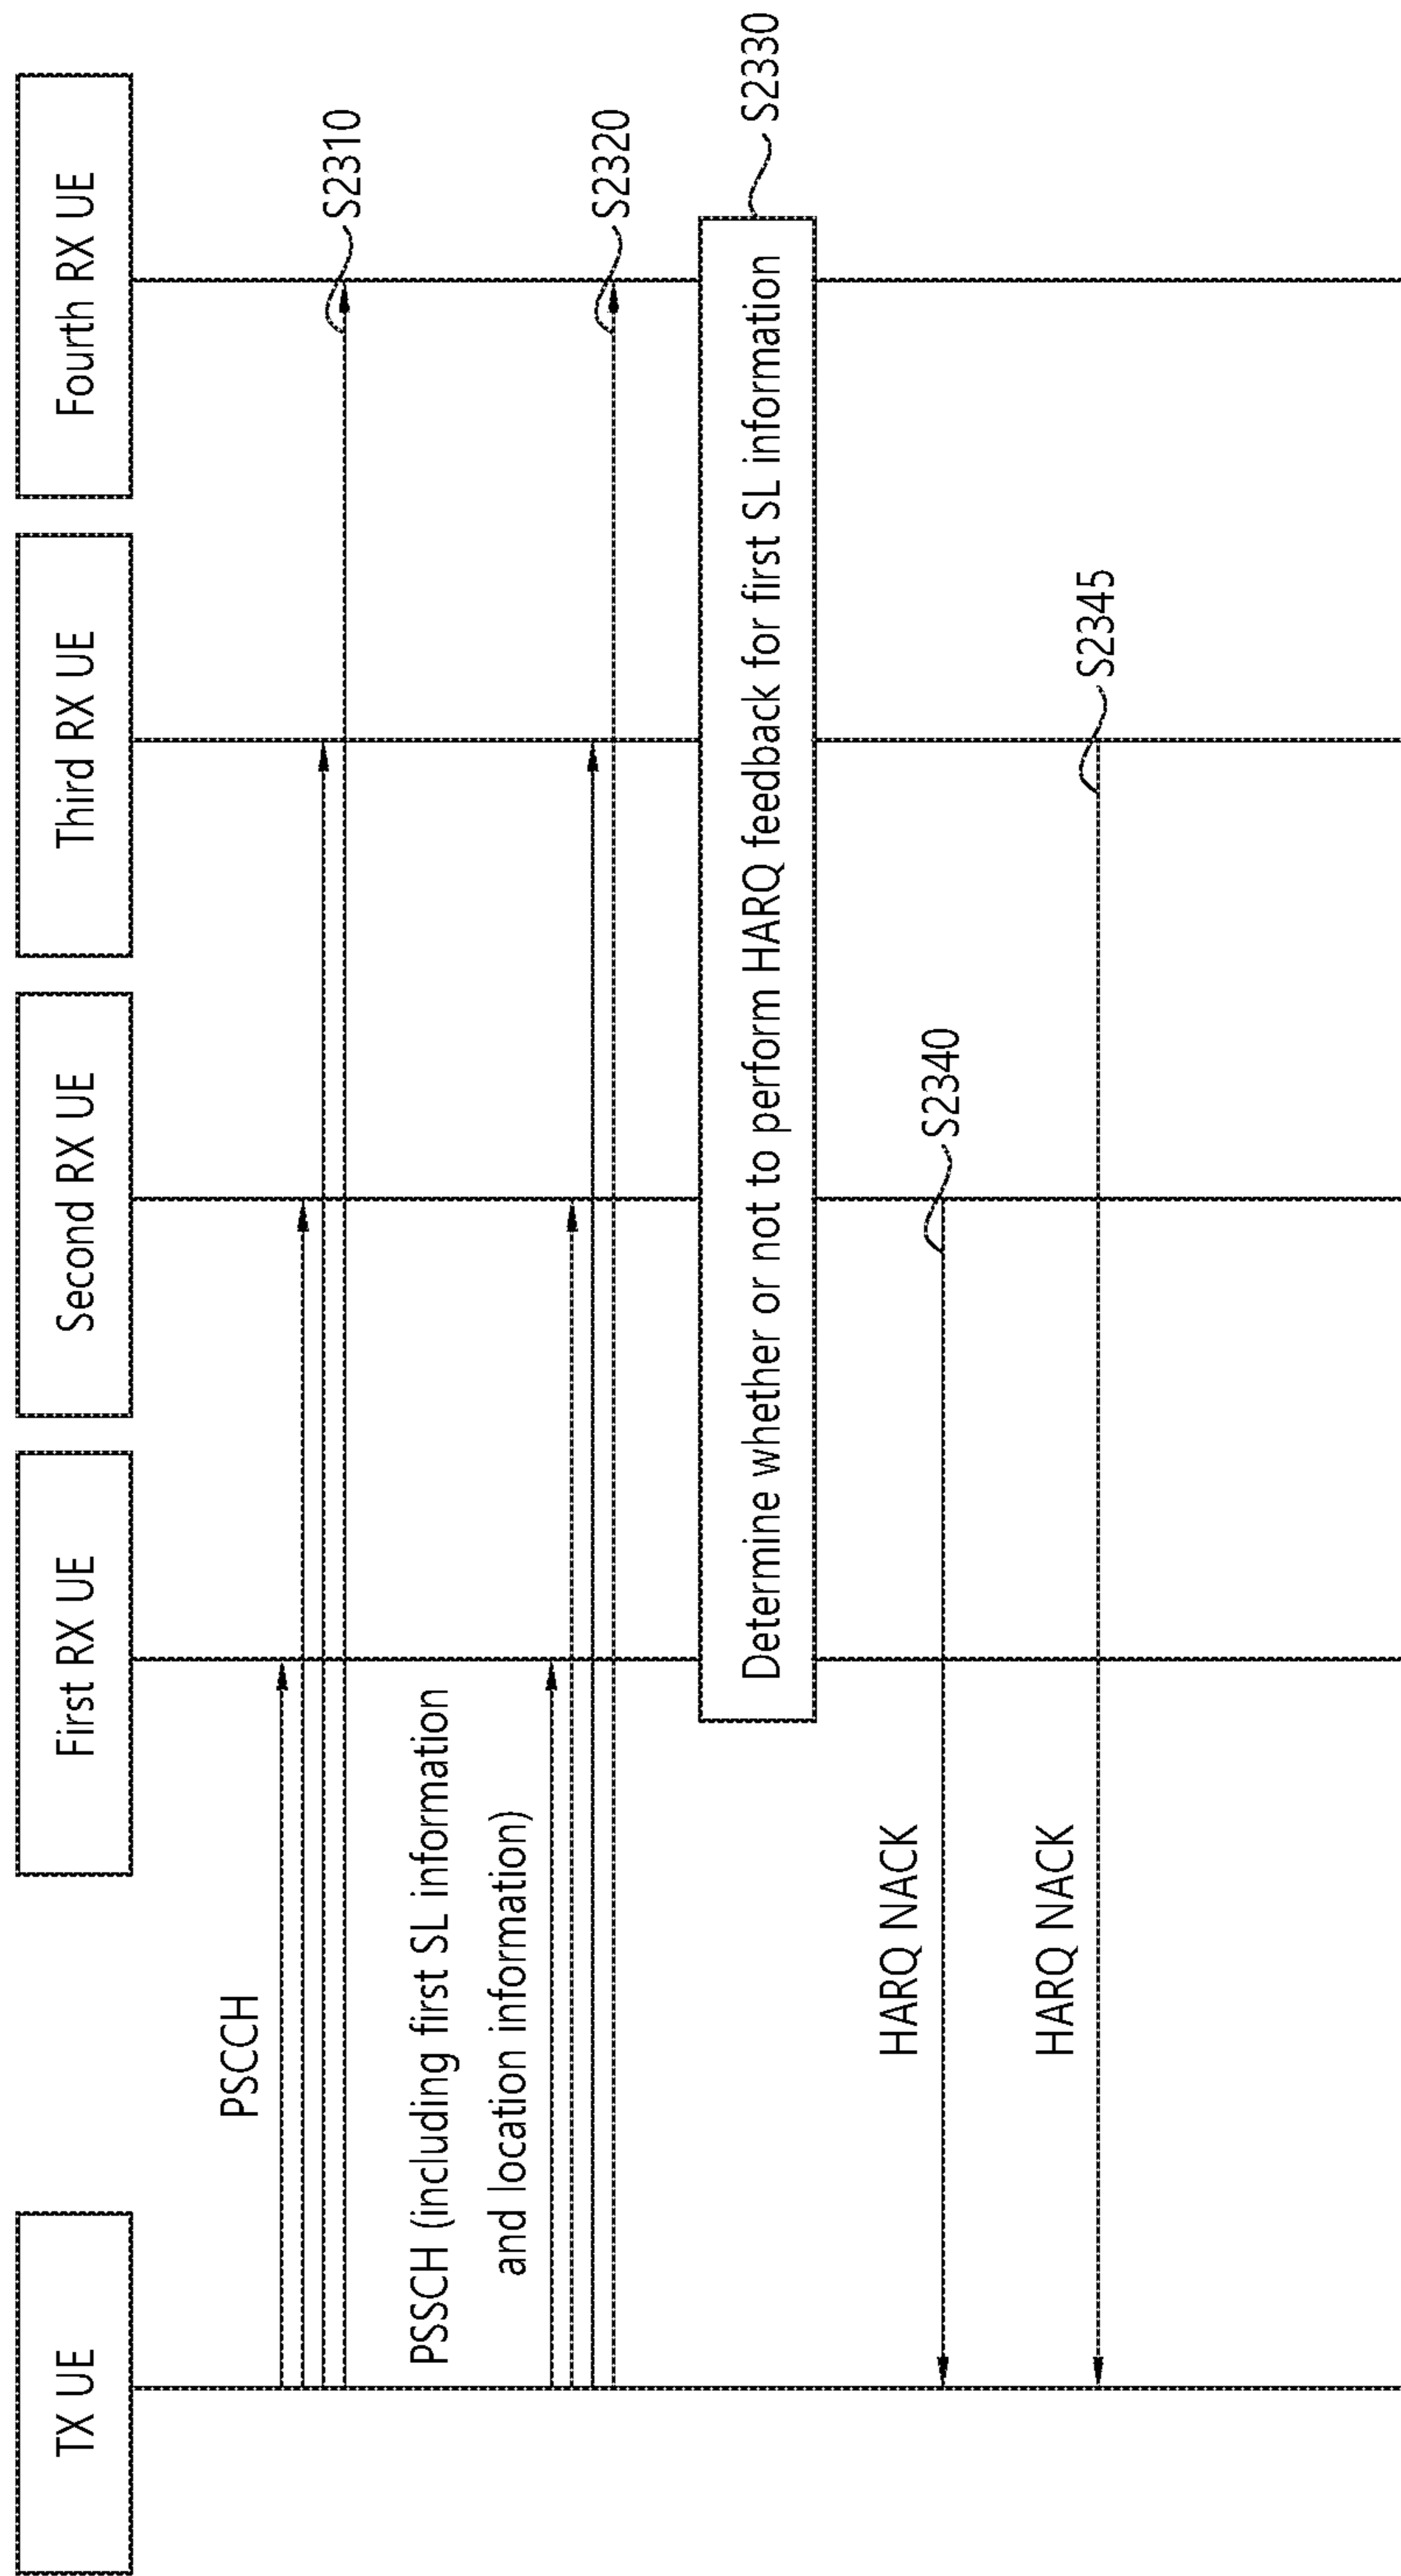 TX UE
First RX UE
Second RX UE
Third RX UE
Fourth RX UE
PSCCH
S2310
PSSCH (including first SL information
and location information)
S2320
Determine whether or not to perform HARQ feedback for first SL information
S2330
HARQ NACK
S2340
HARQ NACK
S2345